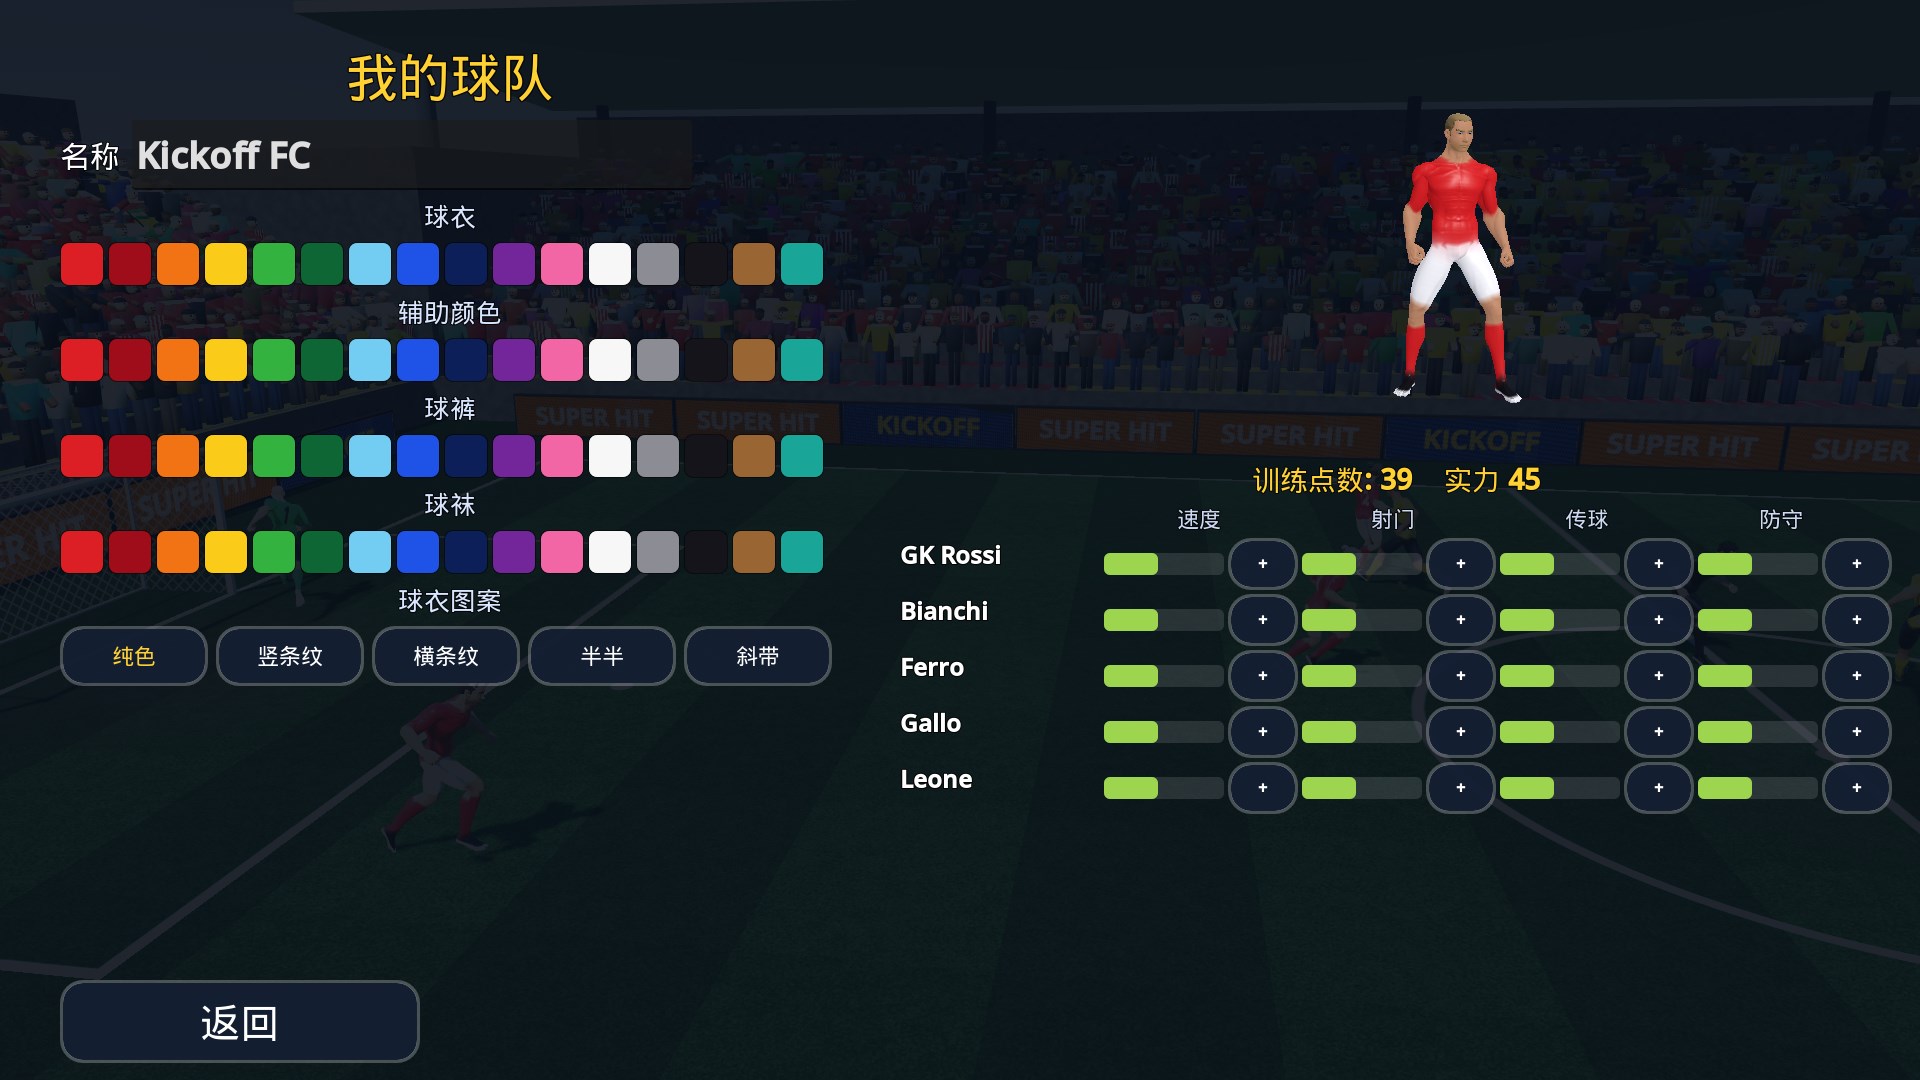 我的球队
名称 Kickoff FC
球衣
辅助颜色
球裤
球袜
球衣图案
纯色 竖条纹 横条纹 半半 斜带
返回
SUPER HIT SUPER HIT KICKOFF SUPER HIT SUPER HIT KICKOFF SUPER HIT SUPER
训练点数: 39 实力 45
速度 射门 传球 防守
GK Rossi + + + +
Bianchi + + + +
Ferro + + + +
Gallo + + + +
Leone + + + +